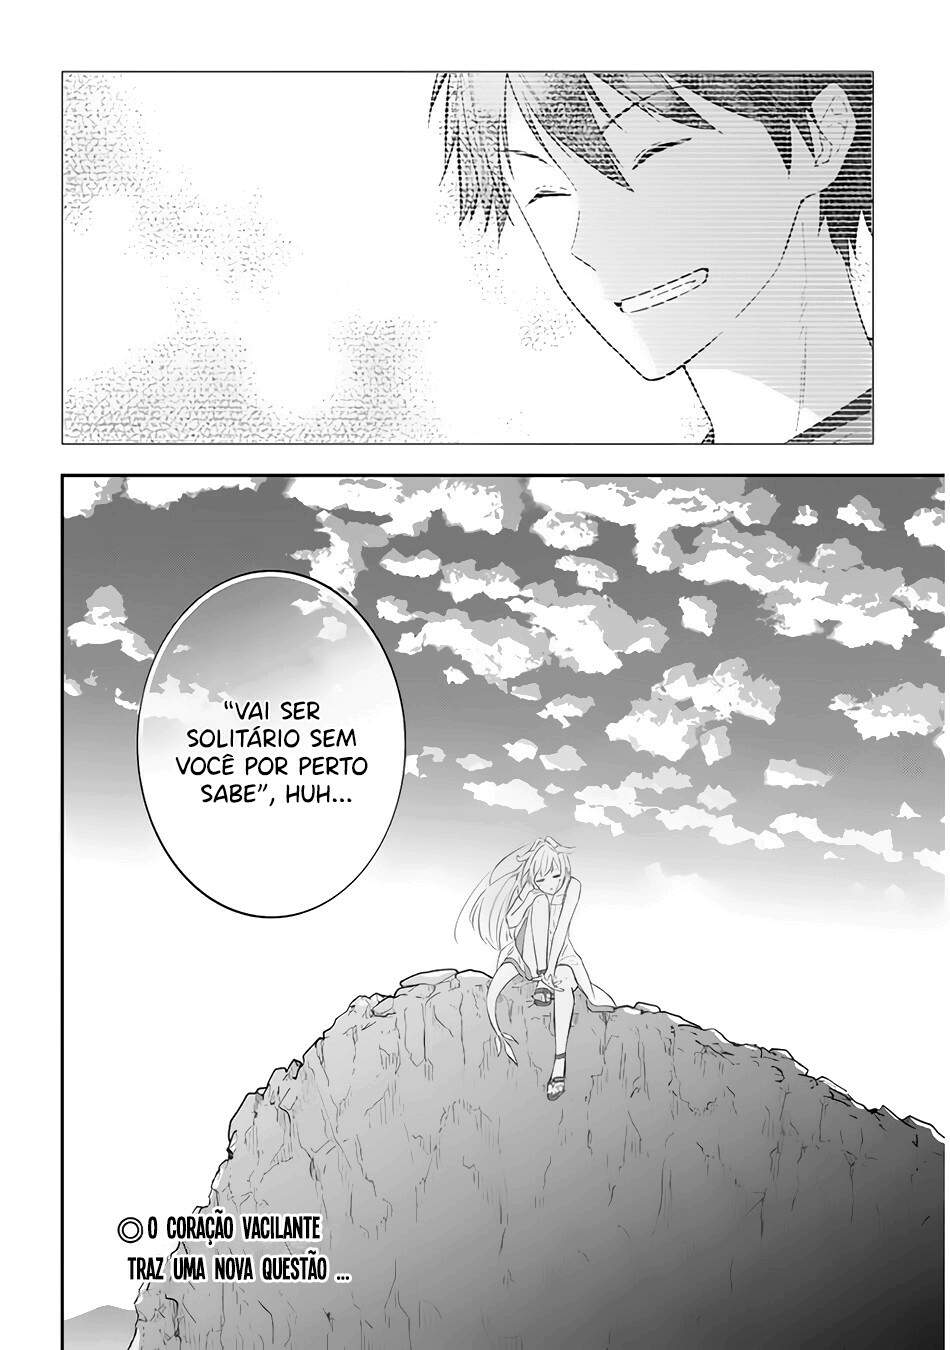 “VAI SER
SOLITÁRIO SEM
VOCÊ POR PERTO
SABE”, HUH...
◎ O CORAÇÃO VACILANTE
TRAZ UMA NOVA QUESTÃO ...